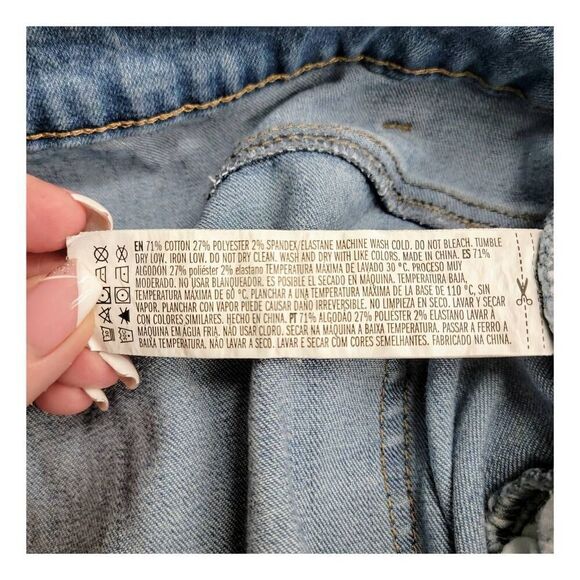 EN 71% COTTON 27% POLYESTER 2% SPANDEX/ELASTANE MACHINE WASH COLD. DO NOT BLEACH. TUMBLE
DRY LOW. IRON LOW. DO NOT DRY CLEAN. WASH AND DRY WITH LIKE COLORS. MADE IN CHINA. ES 71%
ALGODÓN 27% poliéster 2% elastano TEMPERATURA MÁXIMA DE LAVADO 30 °C. PROCESO MUY
MODERADO. NO USAR BLANQUEADOR. ES POSIBLE EL SECADO EN MÁQUINA, TEMPERATURA BAJA,
TEMPERATURA MÁXIMA DE 60 °C. PLANCHAR A UNA TEMPERATURA MÁXIMA DE LA BASE DE 110 °C, SIN
VAPOR. PLANCHAR CON VAPOR PUEDE CAUSAR DAÑO IRREVERSIBLE. NO LIMPIEZA EN SECO. LAVAR Y SECAR
CON COLORES SIMILARES. HECHO EN CHINA. PT 71% ALGODÃO 27% POLIÉSTER 2% ELASTANO LAVAR À
MÁQUINA EM ÁGUA FRIA. NÃO USAR CLORO. SECAR NA MÁQUINA A BAIXA TEMPERATURA. PASSAR A FERRO A
BAIXA TEMPERATURA. NÃO LAVAR A SECO. LAVAR E SECAR COM CORES SEMELHANTES. FABRICADO NA CHINA.